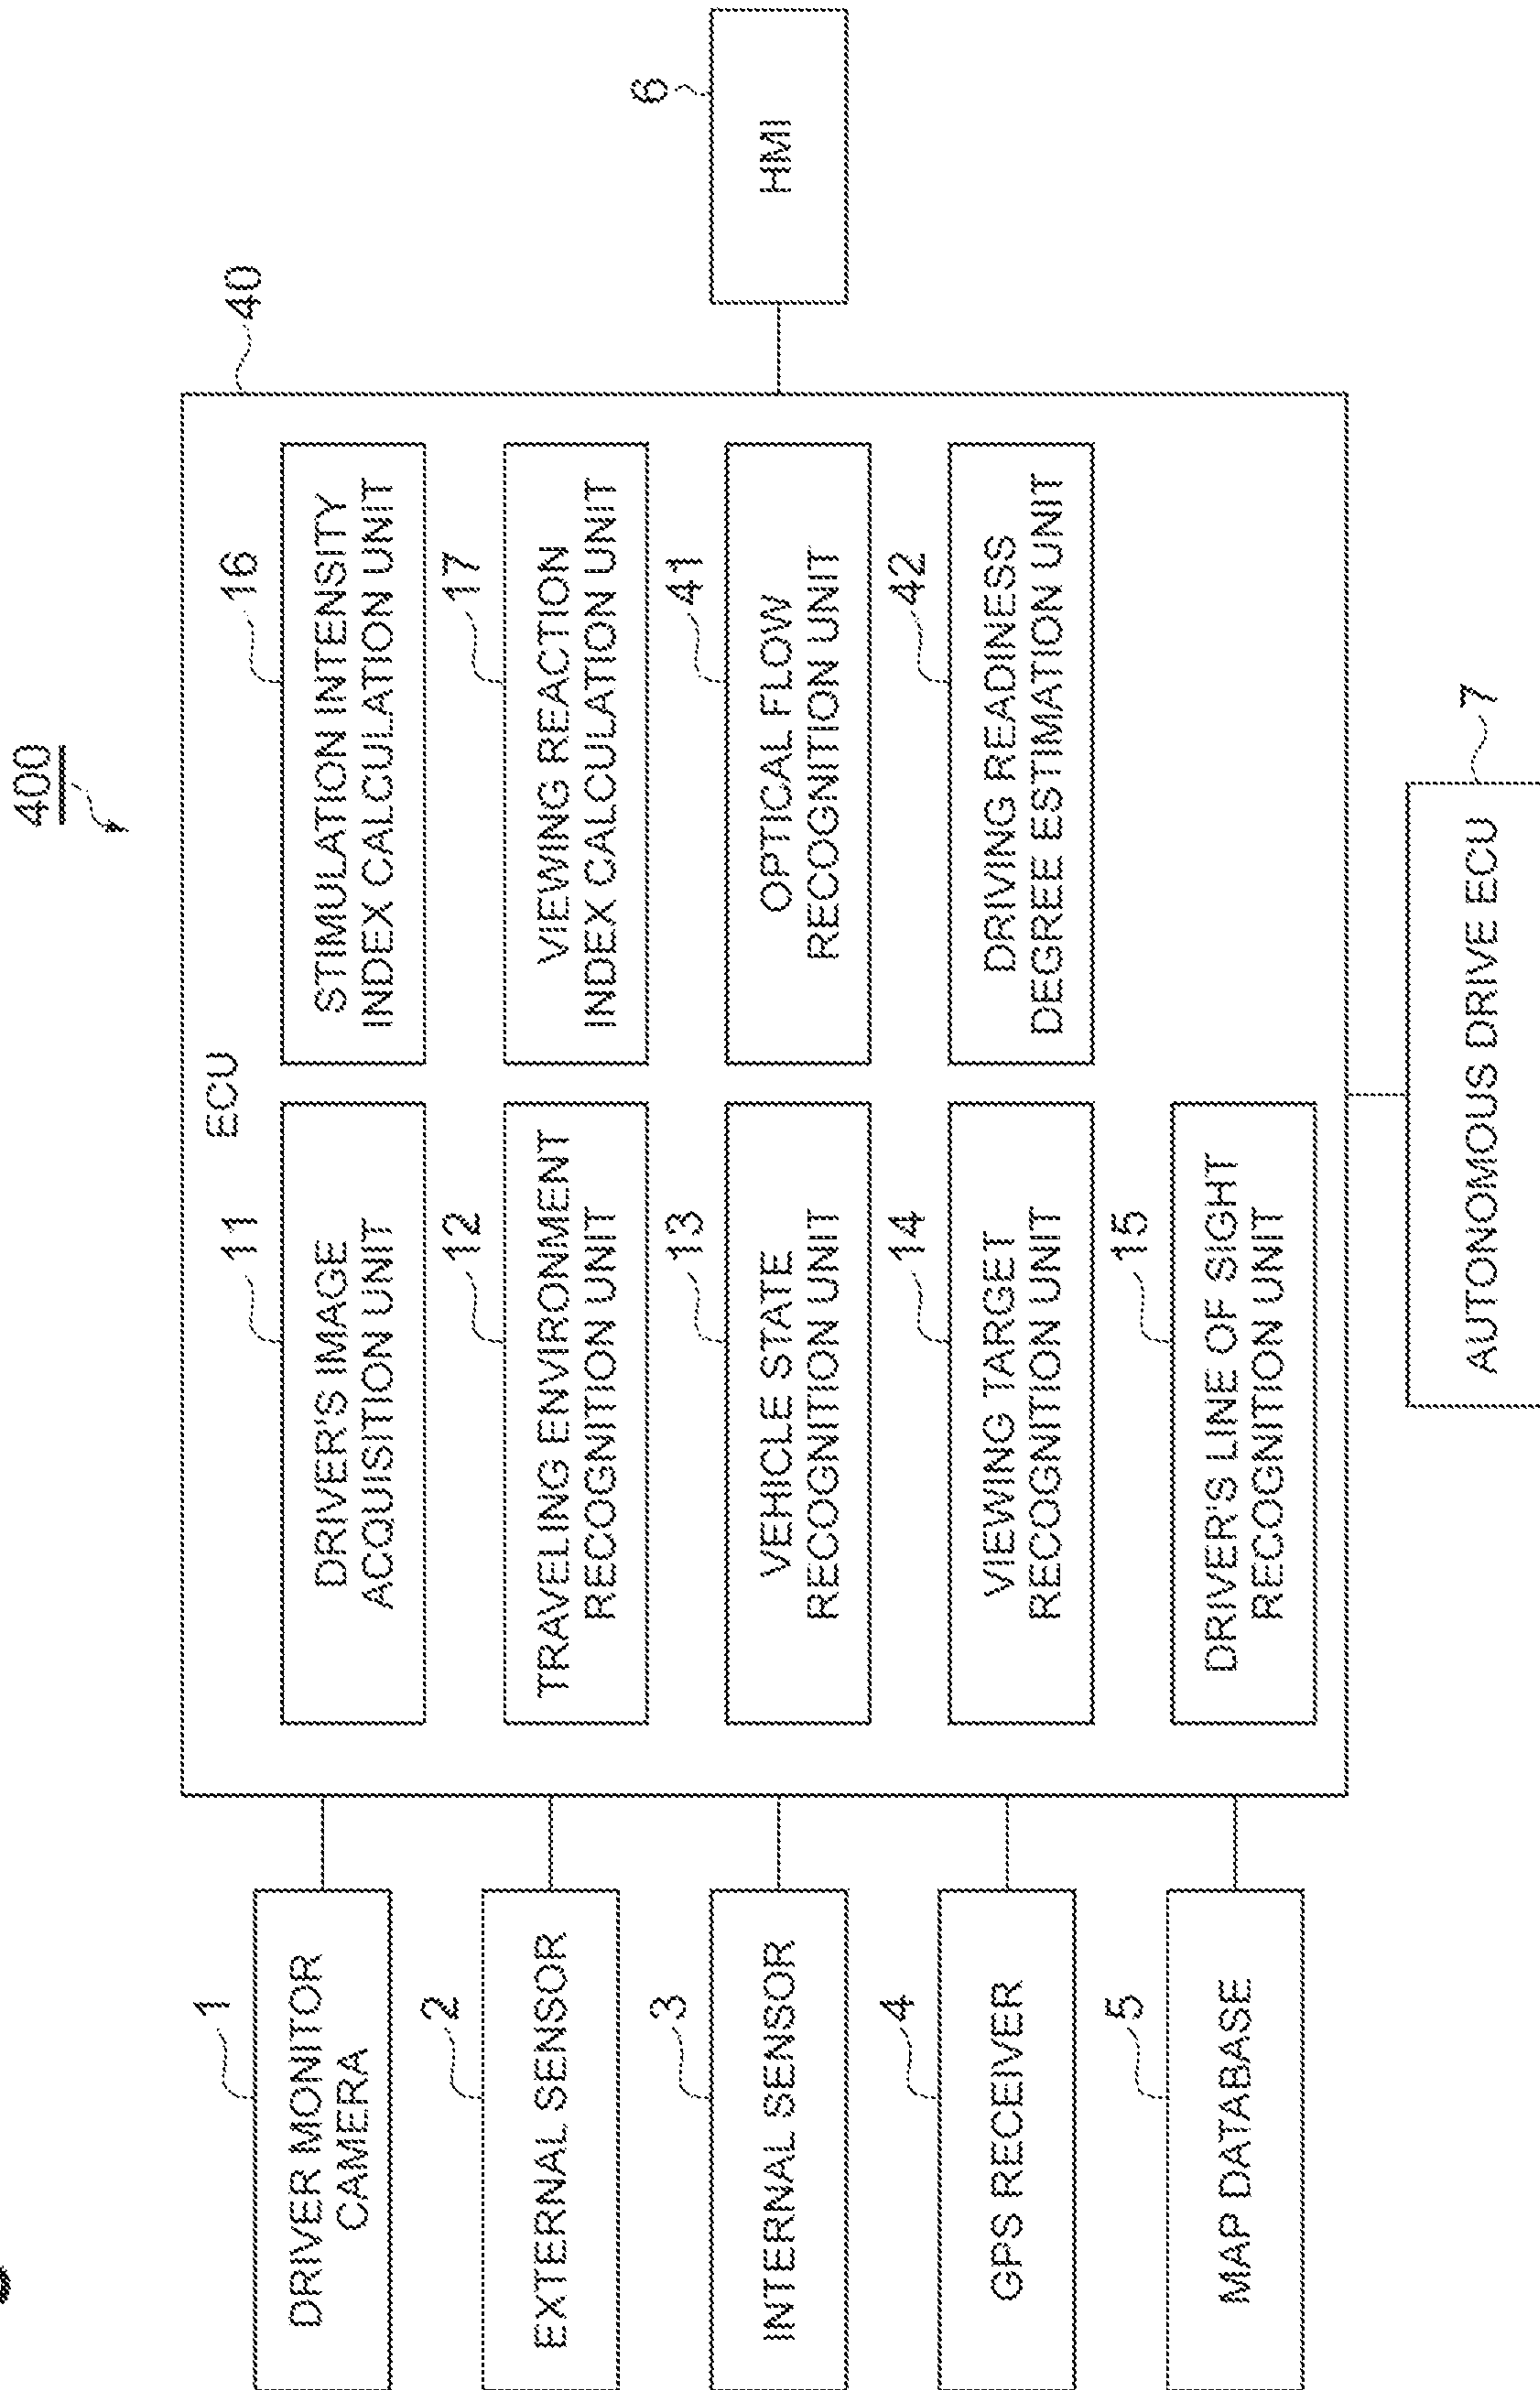 400
1
DRIVER MONITOR
CAMERA
2
EXTERNAL SENSOR
3
INTERNAL SENSOR
4
GPS RECEIVER
5
MAP DATABASE
40
ECU
11
DRIVER'S IMAGE
ACQUISITION UNIT
12
TRAVELING ENVIRONMENT
RECOGNITION UNIT
13
VEHICLE STATE
RECOGNITION UNIT
14
VIEWING TARGET
RECOGNITION UNIT
15
DRIVER'S LINE OF SIGHT
RECOGNITION UNIT
16
STIMULATION INTENSITY
INDEX CALCULATION UNIT
17
VIEWING REACTION
INDEX CALCULATION UNIT
41
OPTICAL FLOW
RECOGNITION UNIT
42
DRIVING READINESS
DEGREE ESTIMATION UNIT
6
HMI
7
AUTONOMOUS DRIVE ECU